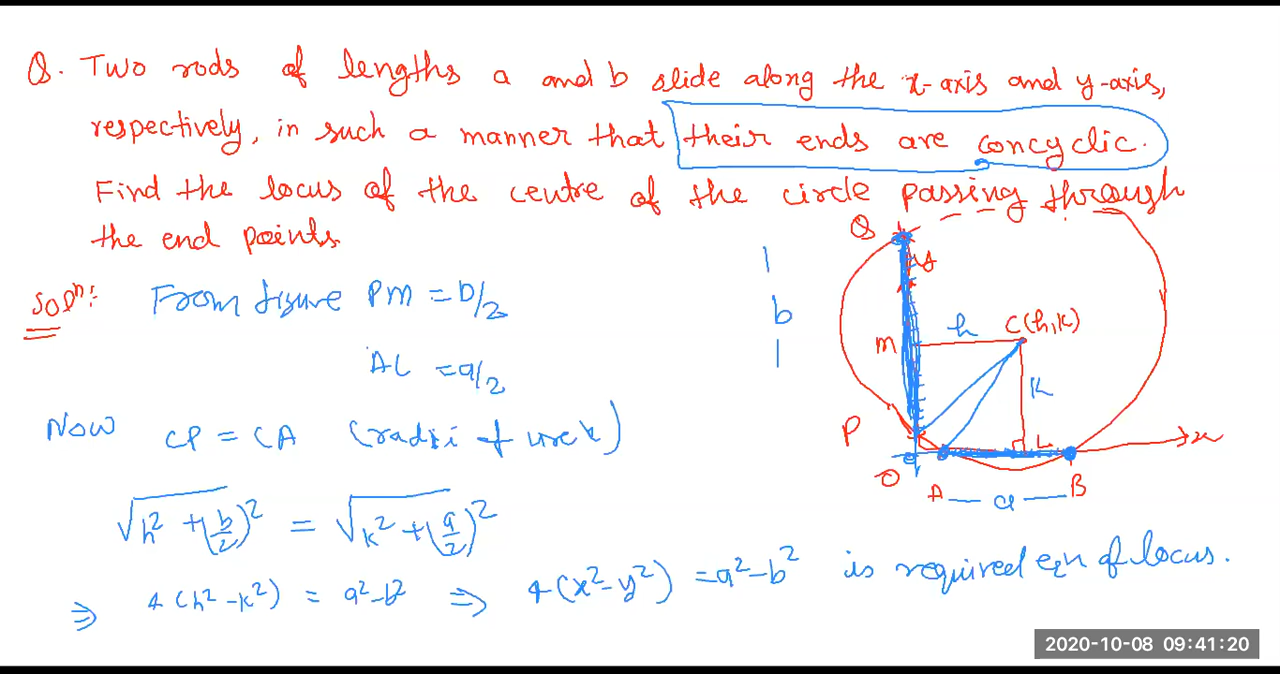 Q. Two rods of lengths a and b slide along the x-axis and y-axis,
respectively, in such a manner that their ends are concyclic.
Find the locus of the centre of the circle passing through
the end points.
Solⁿ: From figure PM = b/2
AL = a/2
Now CP = CA (radii of circle)
√h² + (b/2)² = √k² + (a/2)²
⇒ 4(h² - k²) = a² - b² ⇒ 4(x² - y²) = a² - b² is required eqn of locus.
Q
y
b
M
h
C(h,k)
k
P
L
x
O
A
a
B
2020-10-08 09:41:20